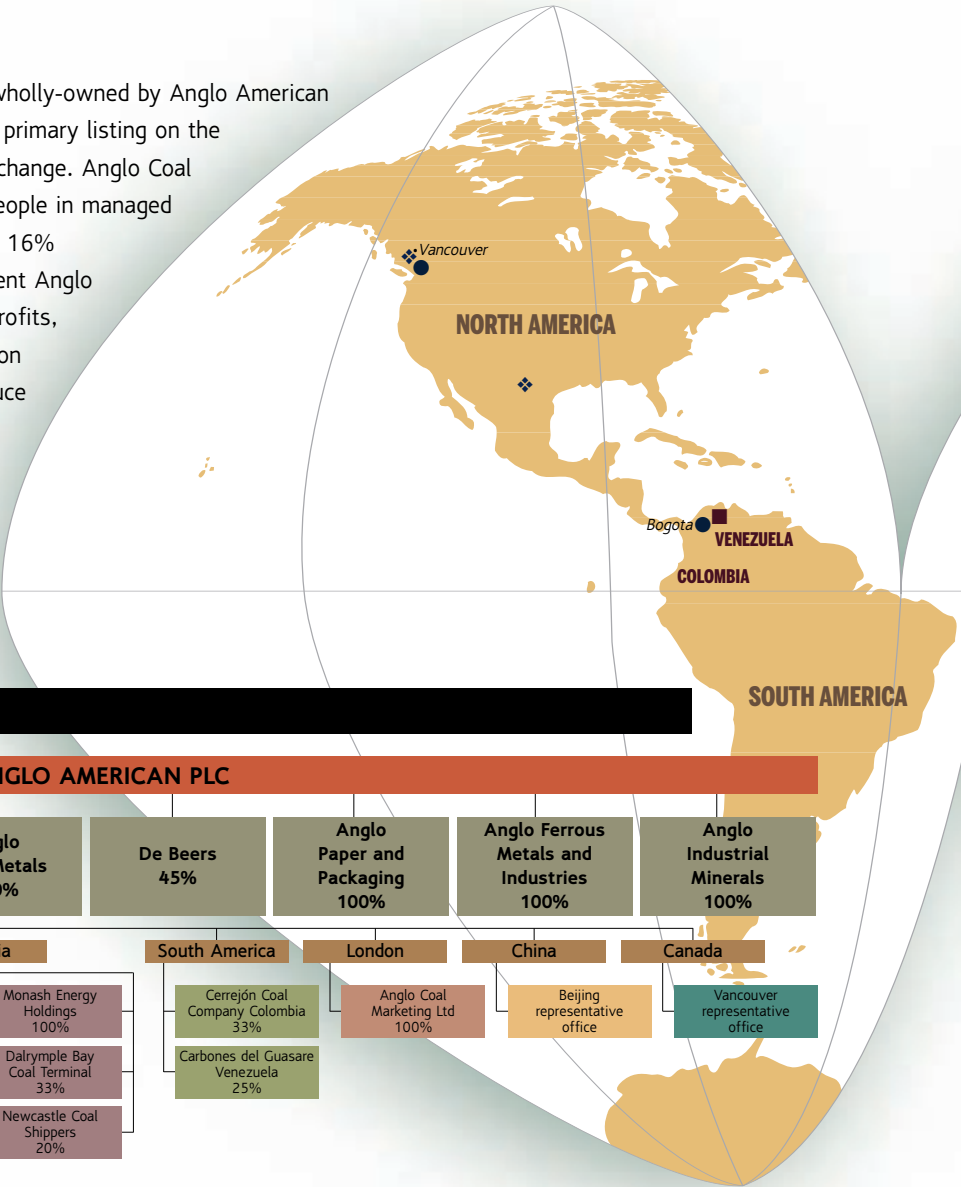 wholly-owned by Anglo American
primary listing on the
change. Anglo Coal
eople in managed
16%
ent Anglo
rofits,
on
uce
Vancouver
NORTH AMERICA
Bogota
VENEZUELA
COLOMBIA
SOUTH AMERICA
NGLO AMERICAN PLC
glo
Metals
0%
De Beers
45%
Anglo
Paper and
Packaging
100%
Anglo Ferrous
Metals and
Industries
100%
Anglo
Industrial
Minerals
100%
ia
South America
London
China
Canada
Monash Energy
Holdings
100%
Dalrymple Bay
Coal Terminal
33%
Newcastle Coal
Shippers
20%
Cerrejón Coal
Company Colombia
33%
Carbones del Guasare
Venezuela
25%
Anglo Coal
Marketing Ltd
100%
Beijing
representative
office
Vancouver
representative
office